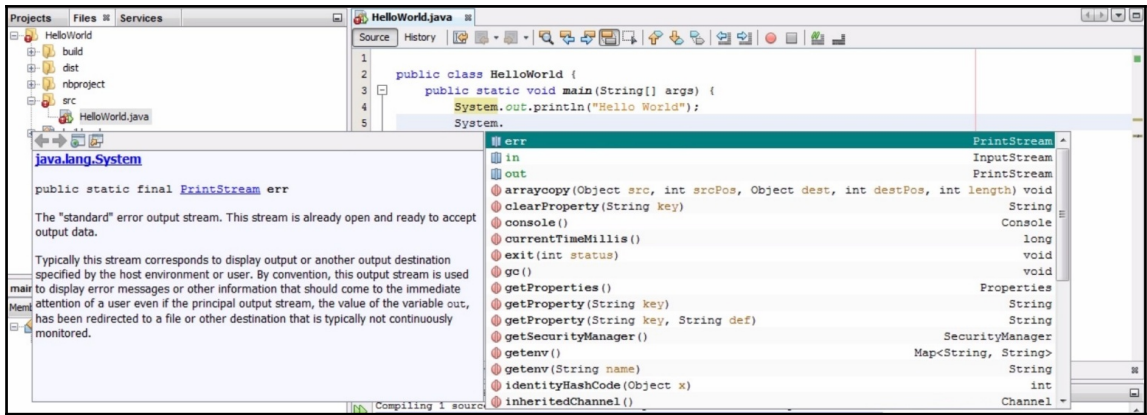 Projects Files Services
HelloWorld
build
dist
nbproject
src
HelloWorld.java
HelloWorld.java
Source History
1
2 public class HelloWorld {
3 public static void main(String[] args) {
4 System.out.println("Hello World");
5 System.
java.lang.System
public static final PrintStream err
The "standard" error output stream. This stream is already open and ready to accept
output data.
Typically this stream corresponds to display output or another output destination
specified by the host environment or user. By convention, this output stream is used
to display error messages or other information that should come to the immediate
attention of a user even if the principal output stream, the value of the variable out,
has been redirected to a file or other destination that is typically not continuously
monitored.
err PrintStream
in InputStream
out PrintStream
arraycopy(Object src, int srcPos, Object dest, int destPos, int length) void
clearProperty(String key) String
console() Console
currentTimeMillis() long
exit(int status) void
gc() void
getProperties() Properties
getProperty(String key) String
getProperty(String key, String def) String
getSecurityManager() SecurityManager
getenv() Map<String, String>
getenv(String name) String
identityHashCode(Object x) int
inheritedChannel() Channel
main
Memb
Compiling 1 source